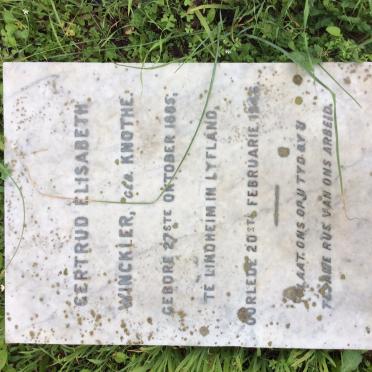 GERTRUD ELISABETH
WINCKLER, GEB. KNOTHE.
GEBORE 27STE OKTOBER 1865,
TE LINDHEIM IN LYFLAND,
OORLEDE 20STE FEBRUARIE
LAAT ONS OP U TYD BY U
RUS VAN ONS ARBEID.